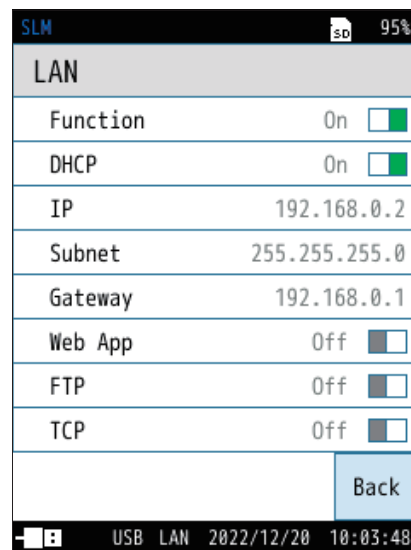 SLM SD 95%
LAN
Function On
DHCP On
IP 192.168.0.2
Subnet 255.255.255.0
Gateway 192.168.0.1
Web App Off
FTP Off
TCP Off
Back
USB LAN 2022/12/20 10:03:48